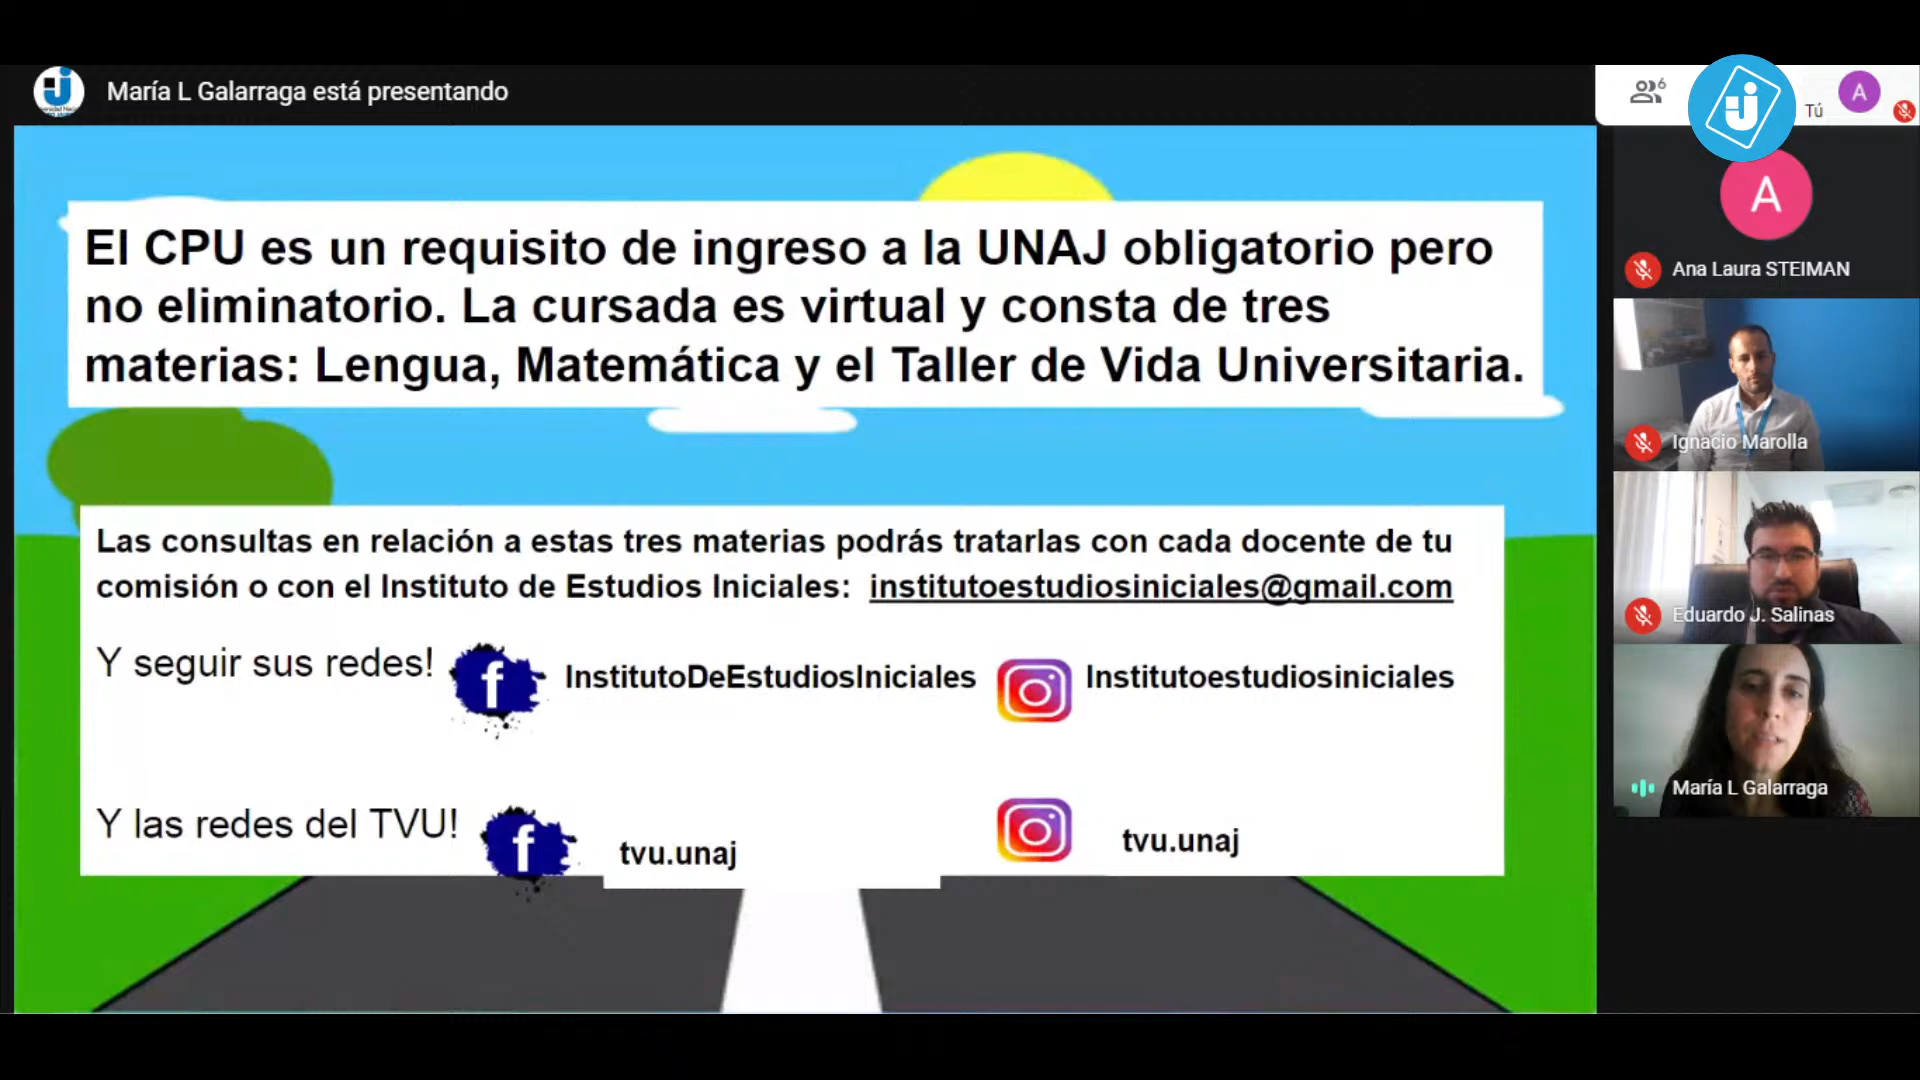 María L Galarraga está presentando
6
Tú
A
A
Ana Laura STEIMAN
Ignacio Marolla
Eduardo J. Salinas
María L Galarraga
El CPU es un requisito de ingreso a la UNAJ obligatorio pero
no eliminatorio. La cursada es virtual y consta de tres
materias: Lengua, Matemática y el Taller de Vida Universitaria.
Las consultas en relación a estas tres materias podrás tratarlas con cada docente de tu
comisión o con el Instituto de Estudios Iniciales: institutoestudiosiniciales@gmail.com
Y seguir sus redes!
InstitutoDeEstudiosIniciales
Institutoestudiosiniciales
Y las redes del TVU!
tvu.unaj
tvu.unaj